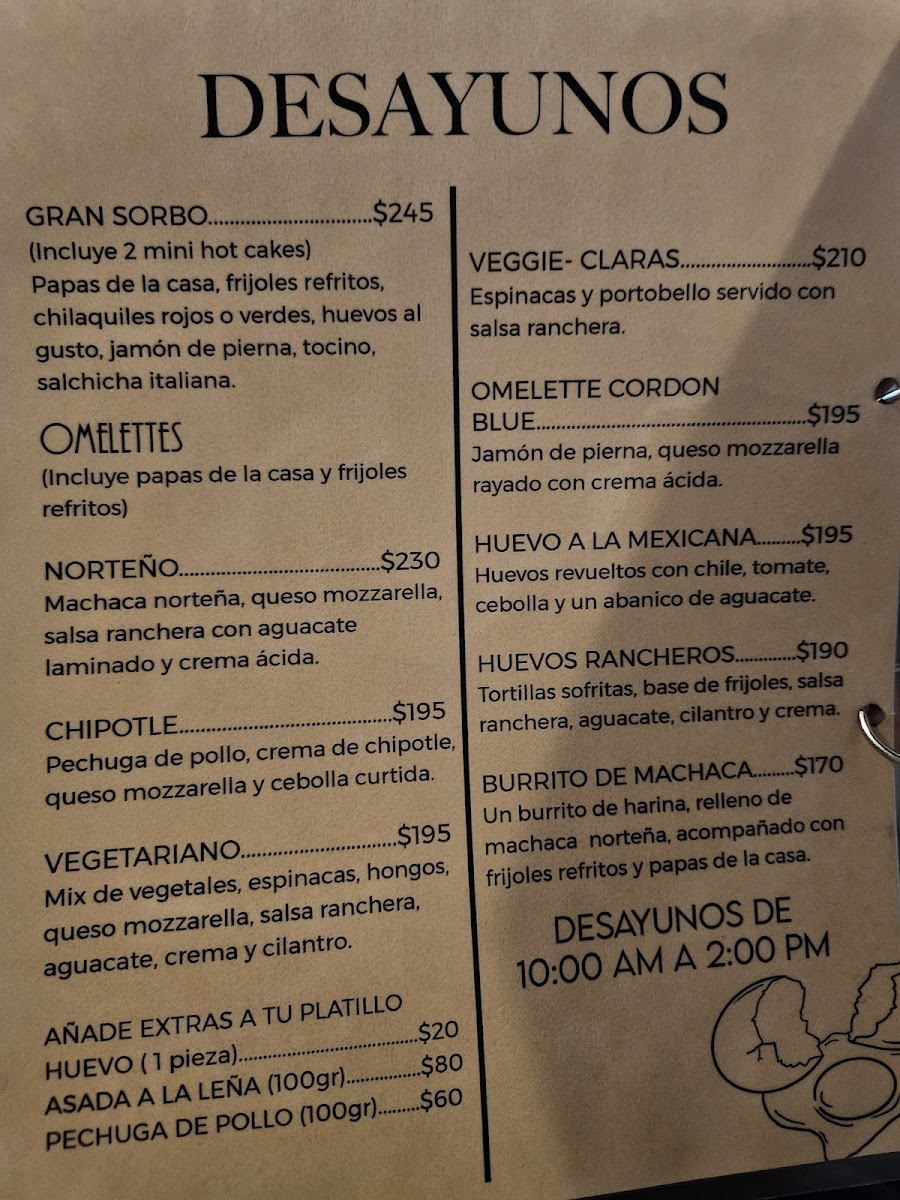 DESAYUNOS
GRAN SORBO..............................$245
(Incluye 2 mini hot cakes)
Papas de la casa, frijoles refritos,
chilaquiles rojos o verdes, huevos al
gusto, jamón de pierna, tocino,
salchicha italiana.
OMELETTES
(Incluye papas de la casa y frijoles
refritos)
NORTEÑO....................................$230
Machaca norteña, queso mozzarella,
salsa ranchera con aguacate
laminado y crema ácida.
CHIPOTLE......................................$195
Pechuga de pollo, crema de chipotle,
queso mozzarella y cebolla curtida.
VEGETARIANO............................$195
Mix de vegetales, espinacas, hongos,
queso mozzarella, salsa ranchera,
aguacate, crema y cilantro.
AÑADE EXTRAS A TU PLATILLO
HUEVO ( 1 pieza)................................$20
ASADA A LA LEÑA (100gr)..............$80
PECHUGA DE POLLO (100gr)........$60
VEGGIE- CLARAS........................$210
Espinacas y portobello servido con
salsa ranchera.
OMELETTE CORDON
BLUE..................................................$195
Jamón de pierna, queso mozzarella
rayado con crema ácida.
HUEVO A LA MEXICANA........$195
Huevos revueltos con chile, tomate,
cebolla y un abanico de aguacate.
HUEVOS RANCHEROS............$190
Tortillas sofritas, base de frijoles, salsa
ranchera, aguacate, cilantro y crema.
BURRITO DE MACHACA........$170
Un burrito de harina, relleno de
machaca norteña, acompañado con
frijoles refritos y papas de la casa.
DESAYUNOS DE
10:00 AM A 2:00 PM